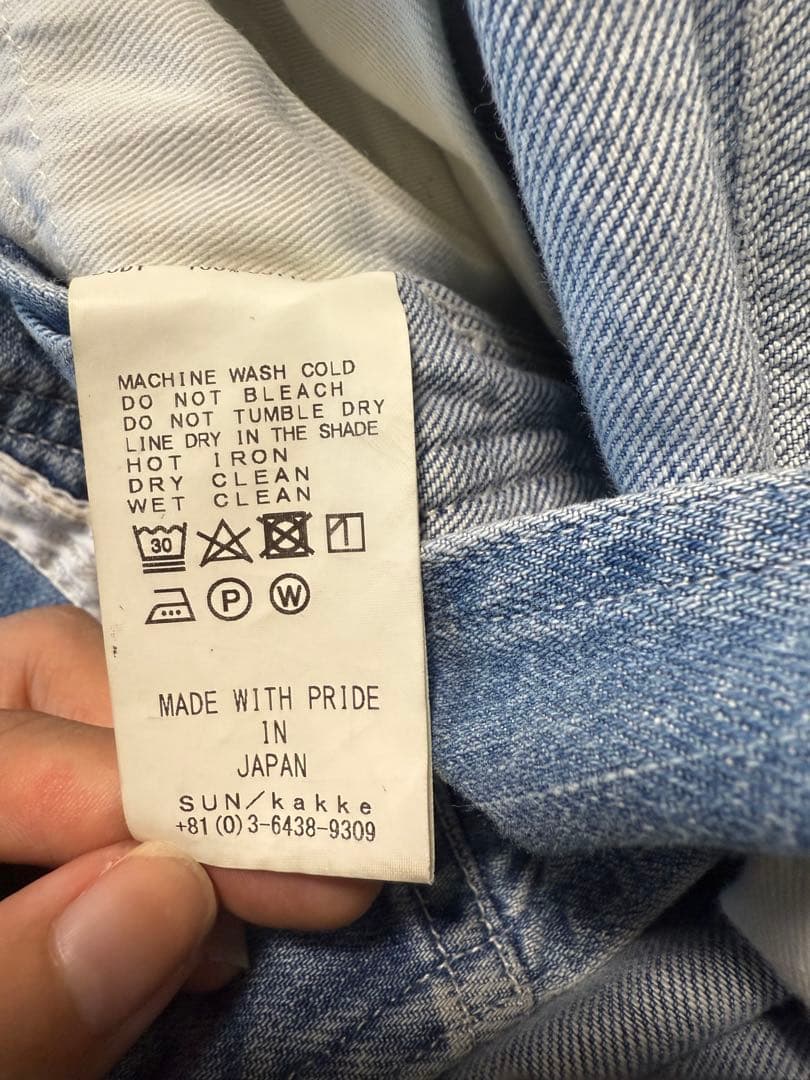 MACHINE WASH COLD
DO NOT BLEACH
DO NOT TUMBLE DRY
LINE DRY IN THE SHADE
HOT IRON
DRY CLEAN
WET CLEAN
30
P W
MADE WITH PRIDE
IN
JAPAN
SUN/kakke
+81(0)3-6438-9309